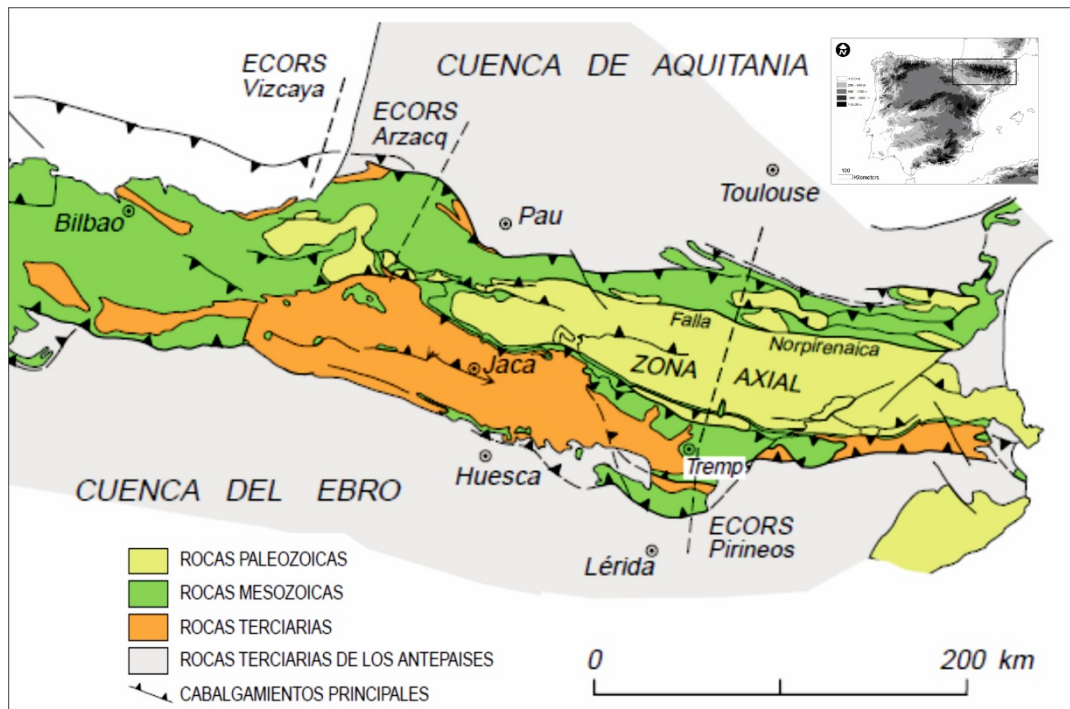 ECORS
Vizcaya
CUENCA DE AQUITANIA
ECORS
Arzacq
Toulouse
Bilbao
Pau
Falla
Norpirenaica
ZONA AXIAL
Jaca
Huesca
Tremp
CUENCA DEL EBRO
ECORS
Pirineos
Lérida
ROCAS PALEOZOICAS
ROCAS MESOZOICAS
ROCAS TERCIARIAS
ROCAS TERCIARIAS DE LOS ANTEPAISES
CABALGAMIENTOS PRINCIPALES
0 200 km